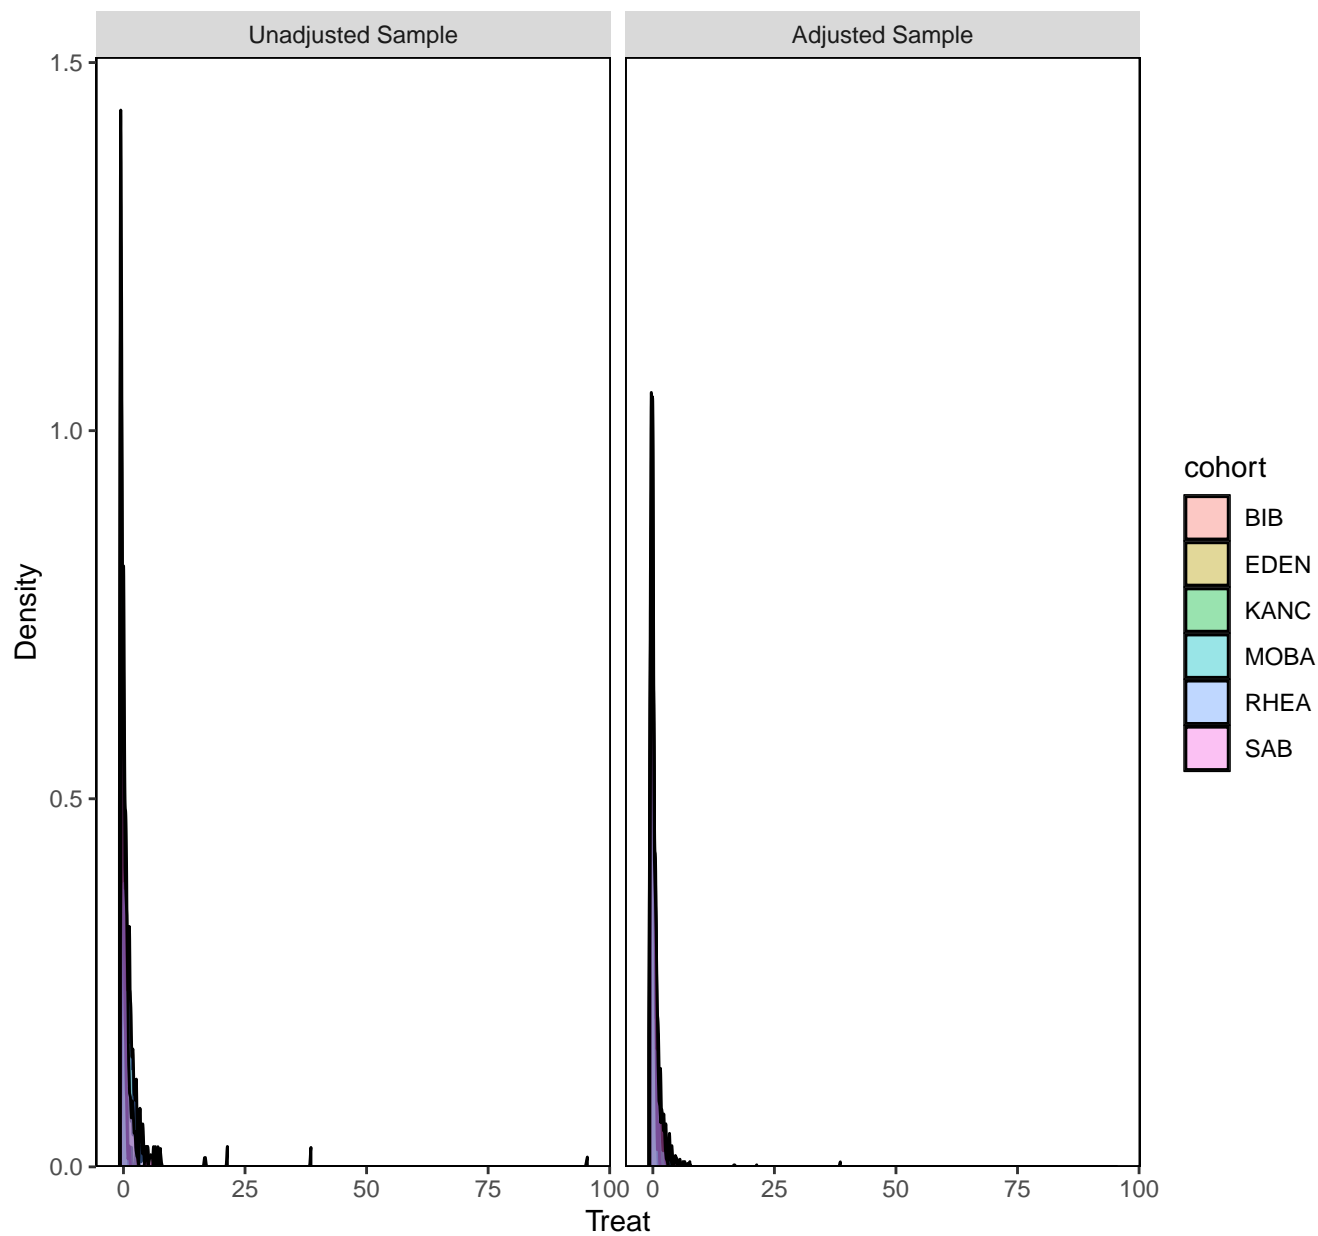 Unadjusted Sample
Adjusted Sample
1.5
1.0
0.5
0.0
Density
0 25 50 75 100
0 25 50 75 100
Treat
cohort
BIB
EDEN
KANC
MOBA
RHEA
SAB